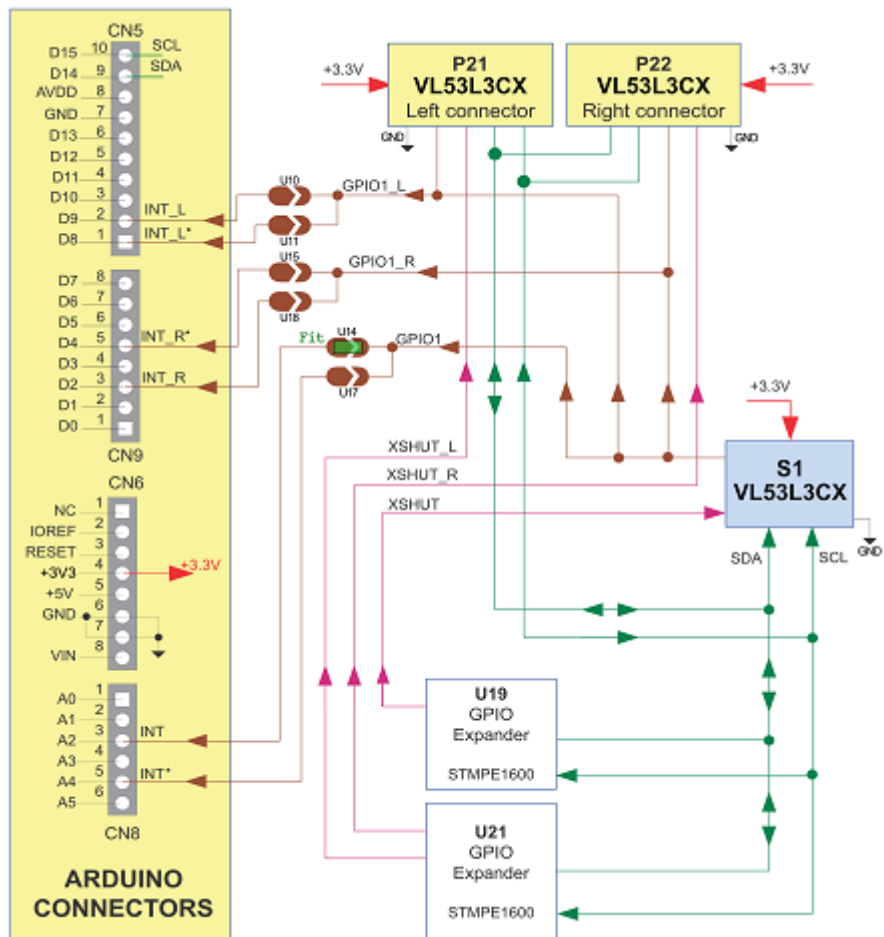 CN5
D15 10 SCL
D14 9 SDA
AVDD 8
GND 7
D13 6
D12 5
D11 4
D10 3
D9 2 INT_L
D8 1 INT_L*
D7 8
D6 7
D5 6
D4 5 INT_R*
D3 4
D2 3 INT_R
D1 2
D0 1
CN9
CN6
NC 1
IOREF 2
RESET 3
+3V3 4 +3.3V
+5V 5
GND 6
7
VIN 8
A0 1
A1 2
A2 3 INT
A3 4
A4 5 INT*
A5 6
CN8
ARDUINO
CONNECTORS
+3.3V
P21
VL53L3CX
Left connector
GND
P22
VL53L3CX
Right connector
+3.3V
GND
U10
GPIO1_L
U11
U15
GPIO1_R
U18
Fit
U14
GPIO1
U17
XSHUT_L
XSHUT_R
XSHUT
+3.3V
S1
VL53L3CX
GND
SDA
SCL
U19
GPIO
Expander
STMPE1600
U21
GPIO
Expander
STMPE1600